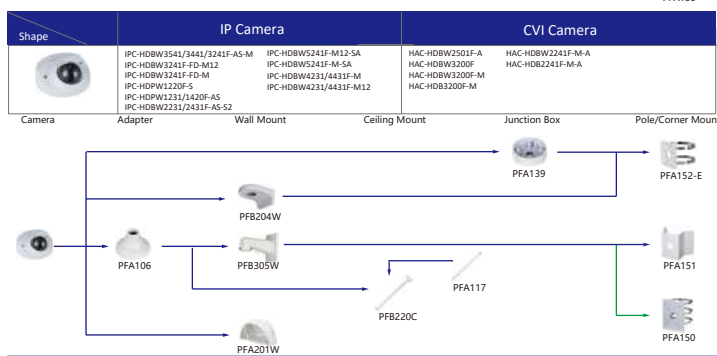 Shape
IP Camera
CVI Camera
IPC-HDBW3541/3441/3241F-AS-M
IPC-HDBW3241F-FD-M12
IPC-HDBW3241F-FD-M
IPC-HDPW1220F-S
IPC-HDPW1231/1420F-AS
IPC-HDBW2231/2431F-AS-S2
IPC-HDBW5241F-M12-SA
IPC-HDBW5241F-M-SA
IPC-HDBW4231/4431F-M
IPC-HDBW4231/4431F-M12
HAC-HDBW2501F-A
HAC-HDBW3200F
HAC-HDBW3200F-M
HAC-HDB3200F-M
HAC-HDBW2241F-M-A
HAC-HDB2241F-M-A
Camera
Adapter
Wall Mount
Ceiling Mount
Junction Box
Pole/Corner Moun
PFA139
PFA152-E
PFB204W
PFA106
PFB305W
PFA151
PFA117
PFB220C
PFA150
PFA201W